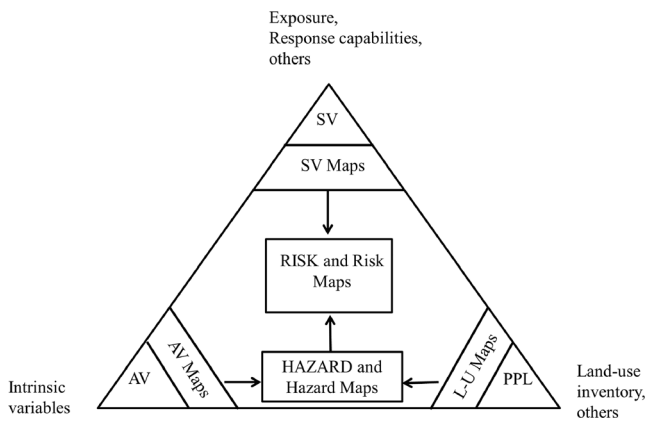 Exposure,
Response capabilities,
others
SV
SV Maps
RISK and Risk
Maps
AV Maps
AV
HAZARD and
Hazard Maps
L-U Maps
PPL
Intrinsic
variables
Land-use
inventory,
others